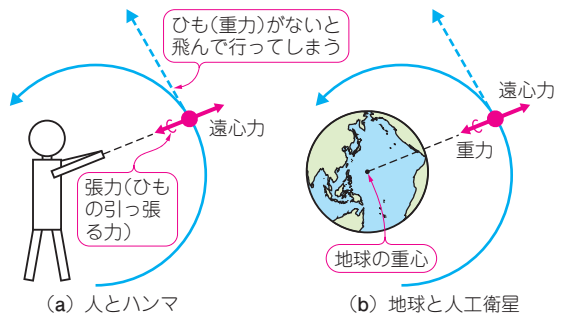 ひも(重力)がないと
飛んで行ってしまう
遠心力
張力(ひも
の引っ張
る力)
(a) 人とハンマ
遠心力
重力
地球の重心
(b) 地球と人工衛星